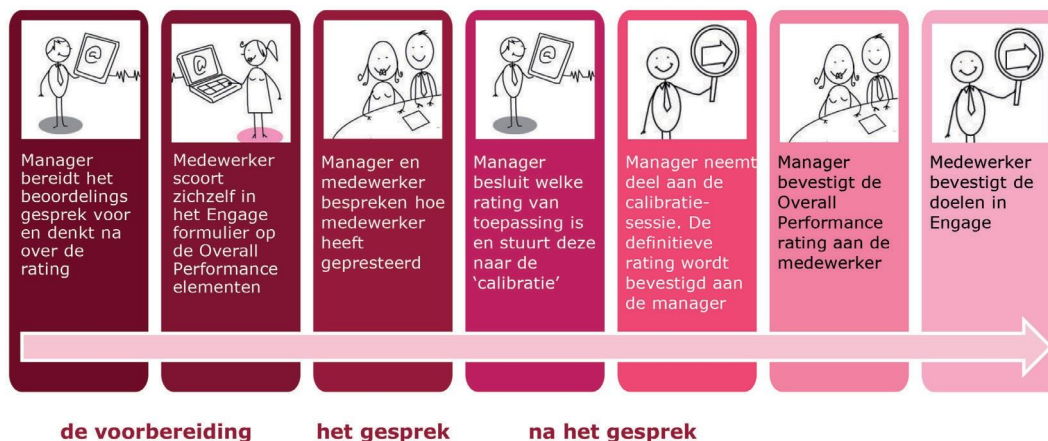 Manager
bereidt het
beoordelings
gesprek voor
en denkt na
over de
rating
Medewerker
scoort
zichzelf in
het Engage
formulier op
de Overall
Performance
elementen
Manager en
medewerker
bespreken hoe
medewerker
heeft
gepresteerd
Manager
besluit welke
rating van
toepassing is
en stuurt deze
naar de
‘calibratie’
Manager neemt
deel aan de
calibratie-
sessie. De
definitieve
rating wordt
bevestigd aan
de manager
Manager
bevestigt de
Overall
Performance
rating aan de
medewerker
Medewerker
bevestigt de
doelen in
Engage
de voorbereiding
het gesprek
na het gesprek